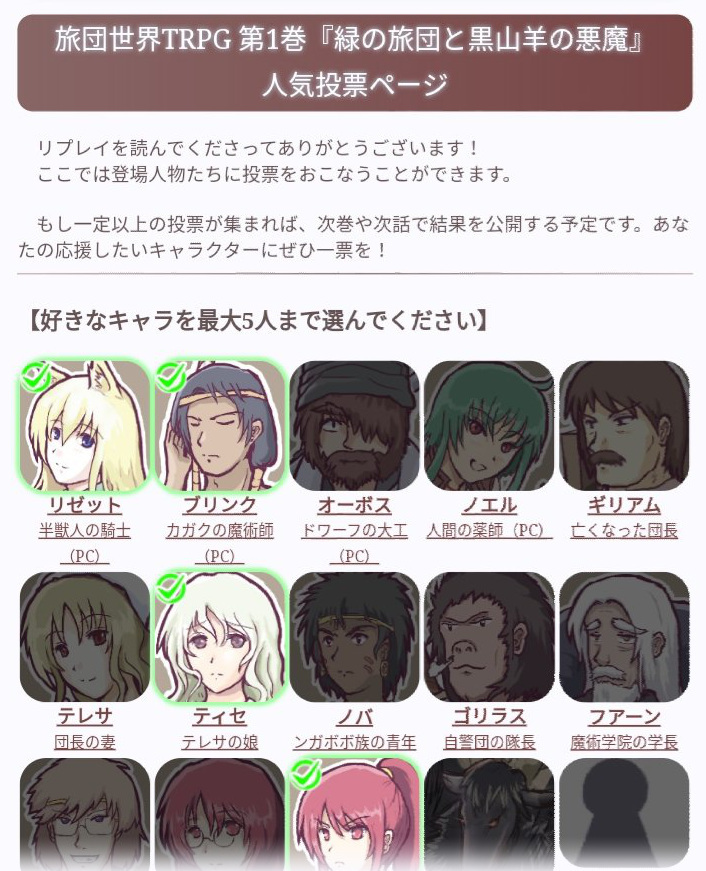 旅団世界TRPG 第1巻『緑の旅団と黒山羊の悪魔』
人気投票ページ
リプレイを読んでくださってありがとうございます！
ここでは登場人物たちに投票をおこなうことができます。
もし一定以上の投票が集まれば、次巻や次話で結果を公開する予定です。あな
たの応援したいキャラクターにぜひ一票を！
【好きなキャラを最大5人まで選んでください】
リゼット
半獣人の騎士
（PC）
ブリンク
カガクの魔術師
（PC）
オーボス
ドワーフの大工
（PC）
ノエル
人間の薬師（PC）
ギリアム
亡くなった団長
テレサ
団長の妻
ティセ
テレサの娘
ノバ
ンガボボ族の青年
ゴリラス
自警団の隊長
フアーン
魔術学院の学長